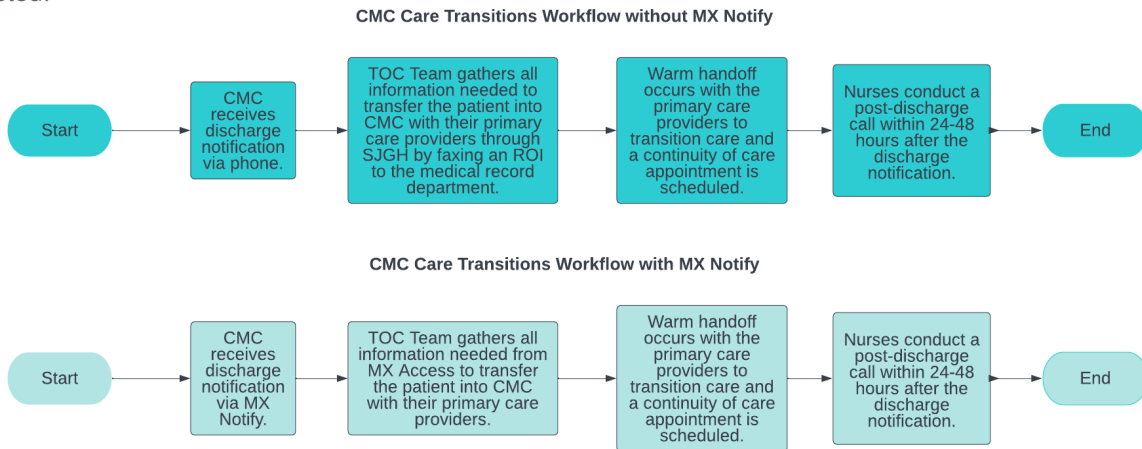 CMC Care Transitions Workflow without MX Notify
Start
CMC
receives
discharge
notification
via phone.
TOC Team gathers all
information needed to
transfer the patient into
CMC with their primary
care providers through
SJGH by faxing an ROI
to the medical record
department.
Warm handoff
occurs with the
primary care
providers to
transition care and
a continuity of care
appointment is
scheduled.
Nurses conduct a
post-discharge
call within 24-48
hours after the
discharge
notification.
End
CMC Care Transitions Workflow with MX Notify
Start
CMC
receives
discharge
notification
via MX
Notify.
TOC Team gathers all
information needed from
MX Access to transfer
the patient into CMC
with their primary care
providers.
Warm handoff
occurs with the
primary care
providers to
transition care and
a continuity of care
appointment is
scheduled.
Nurses conduct a
post-discharge
call within 24-48
hours after the
discharge
notification.
End